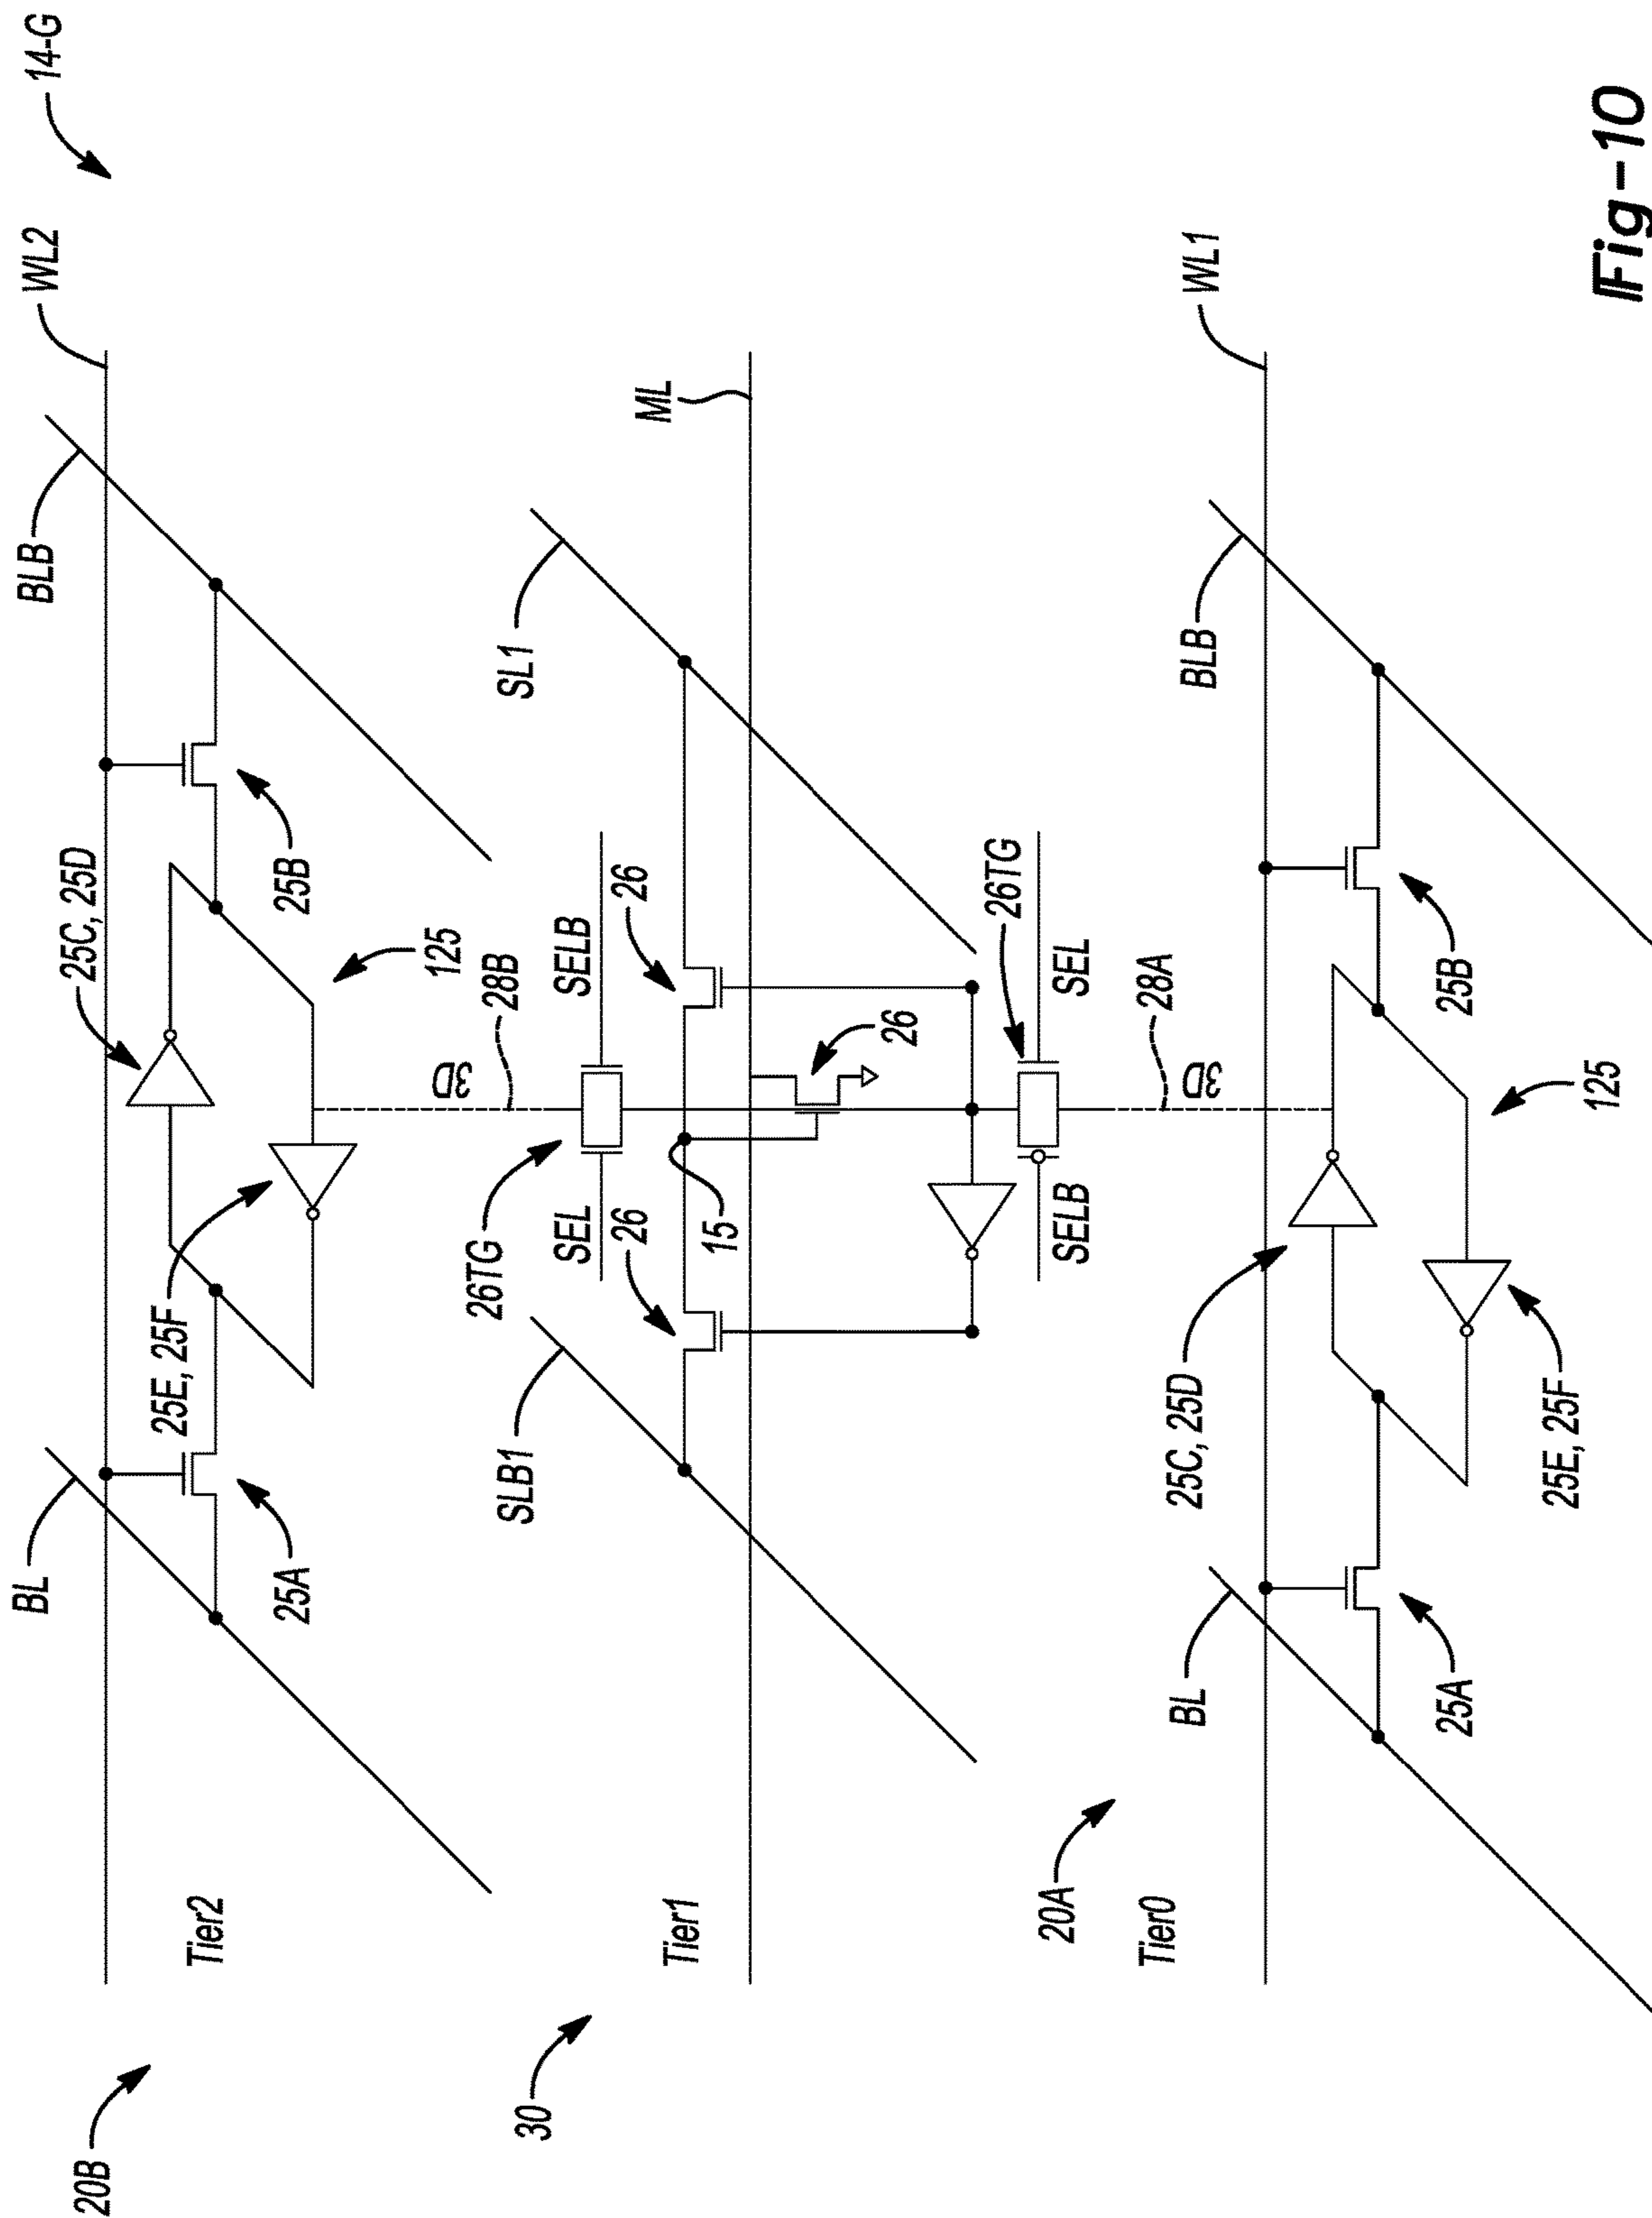 14-G
BL
BLB
WL2
25C, 25D
25A
25E, 25F
25B
125
Tier2
20B
3D
28B
26TG
SEL
SELB
SLB1
26
26
SL1
15
26
ML
Tier1
30
SELB
SEL
26TG
3D
28A
20A
Tier0
BL
25C, 25D
BLB
WL1
25A
25E, 25F
25B
125
Fig-10